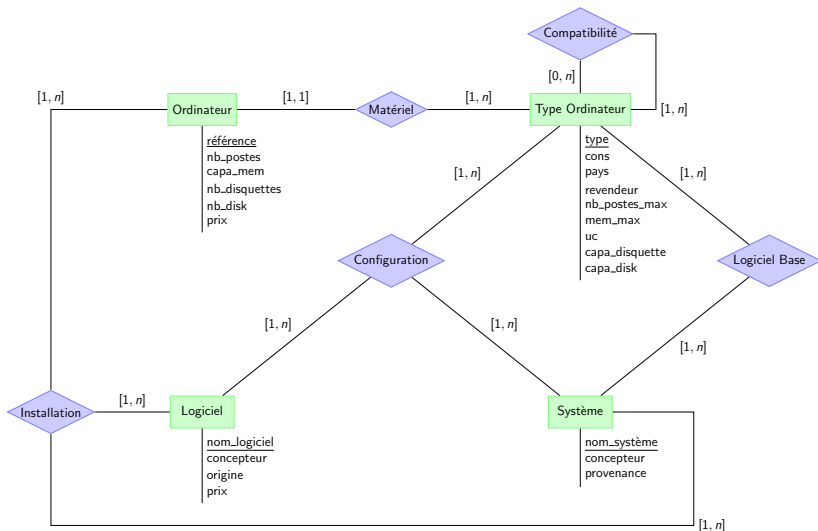 Compatibilité
[0, n]
[1, n]
[1, 1]
[1, n]
[1, n]
Ordinateur
Matériel
Type Ordinateur
référence
nb_postes
capa_mem
nb_disquettes
nb_disk
prix
type
cons
pays
revendeur
nb_postes_max
mem_max
uc
capa_disquette
capa_disk
[1, n]
[1, n]
Configuration
Logiciel Base
[1, n]
[1, n]
[1, n]
[1, n]
Installation
Logiciel
Système
nom_logiciel
concepteur
origine
prix
nom_système
concepteur
provenance
[1, n]